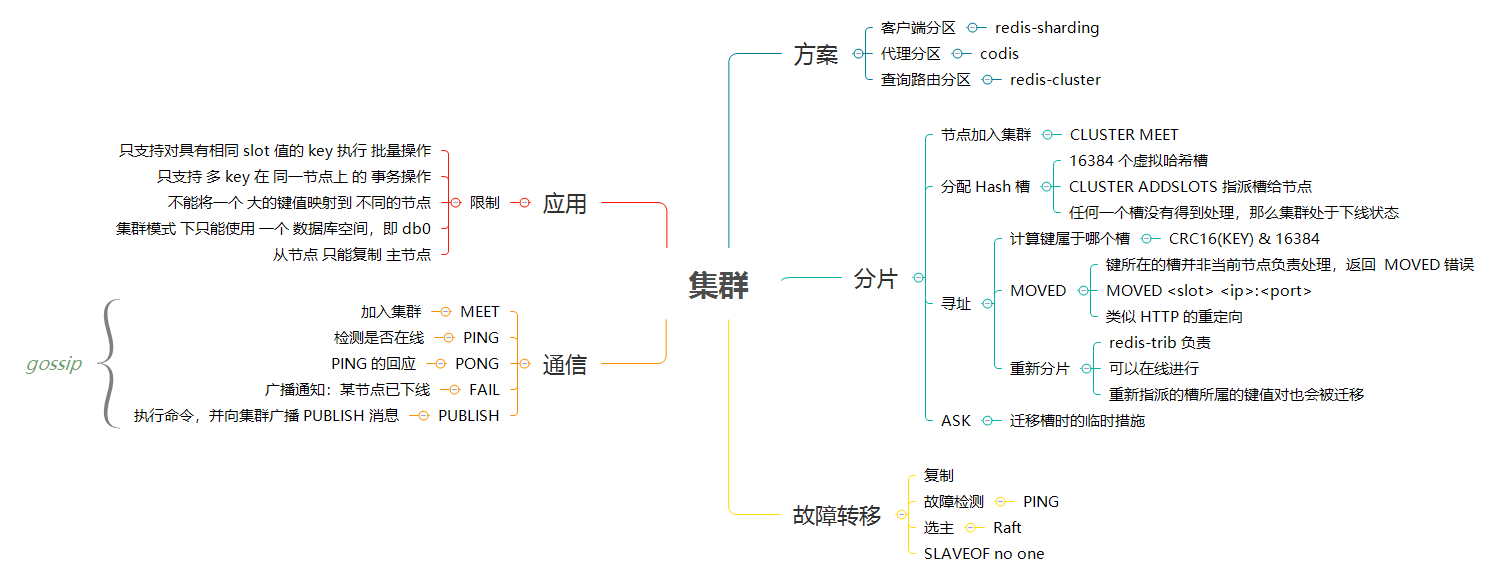 集群
方案
客户端分区
redis-sharding
代理分区
codis
查询路由分区
redis-cluster
分片
节点加入集群
CLUSTER MEET
分配 Hash 槽
16384 个虚拟哈希槽
CLUSTER ADDSLOTS 指派槽给节点
任何一个槽没有得到处理，那么集群处于下线状态
寻址
计算键属于哪个槽
CRC16(KEY) & 16384
MOVED
键所在的槽并非当前节点负责处理，返回 MOVED 错误
MOVED <slot> <ip>:<port>
类似 HTTP 的重定向
重新分片
redis-trib 负责
可以在线进行
重新指派的槽所属的键值对也会被迁移
ASK
迁移槽时的临时措施
故障转移
复制
故障检测
PING
选主
Raft
SLAVEOF no one
应用
限制
只支持对具有相同 slot 值的 key 执行 批量操作
只支持 多 key 在 同一节点上 的 事务操作
不能将一个 大的键值映射到 不同的节点
集群模式 下只能使用 一个 数据库空间，即 db0
从节点 只能复制 主节点
通信
MEET
加入集群
PING
检测是否在线
PONG
PING 的回应
FAIL
广播通知：某节点已下线
PUBLISH
执行命令，并向集群广播 PUBLISH 消息
gossip